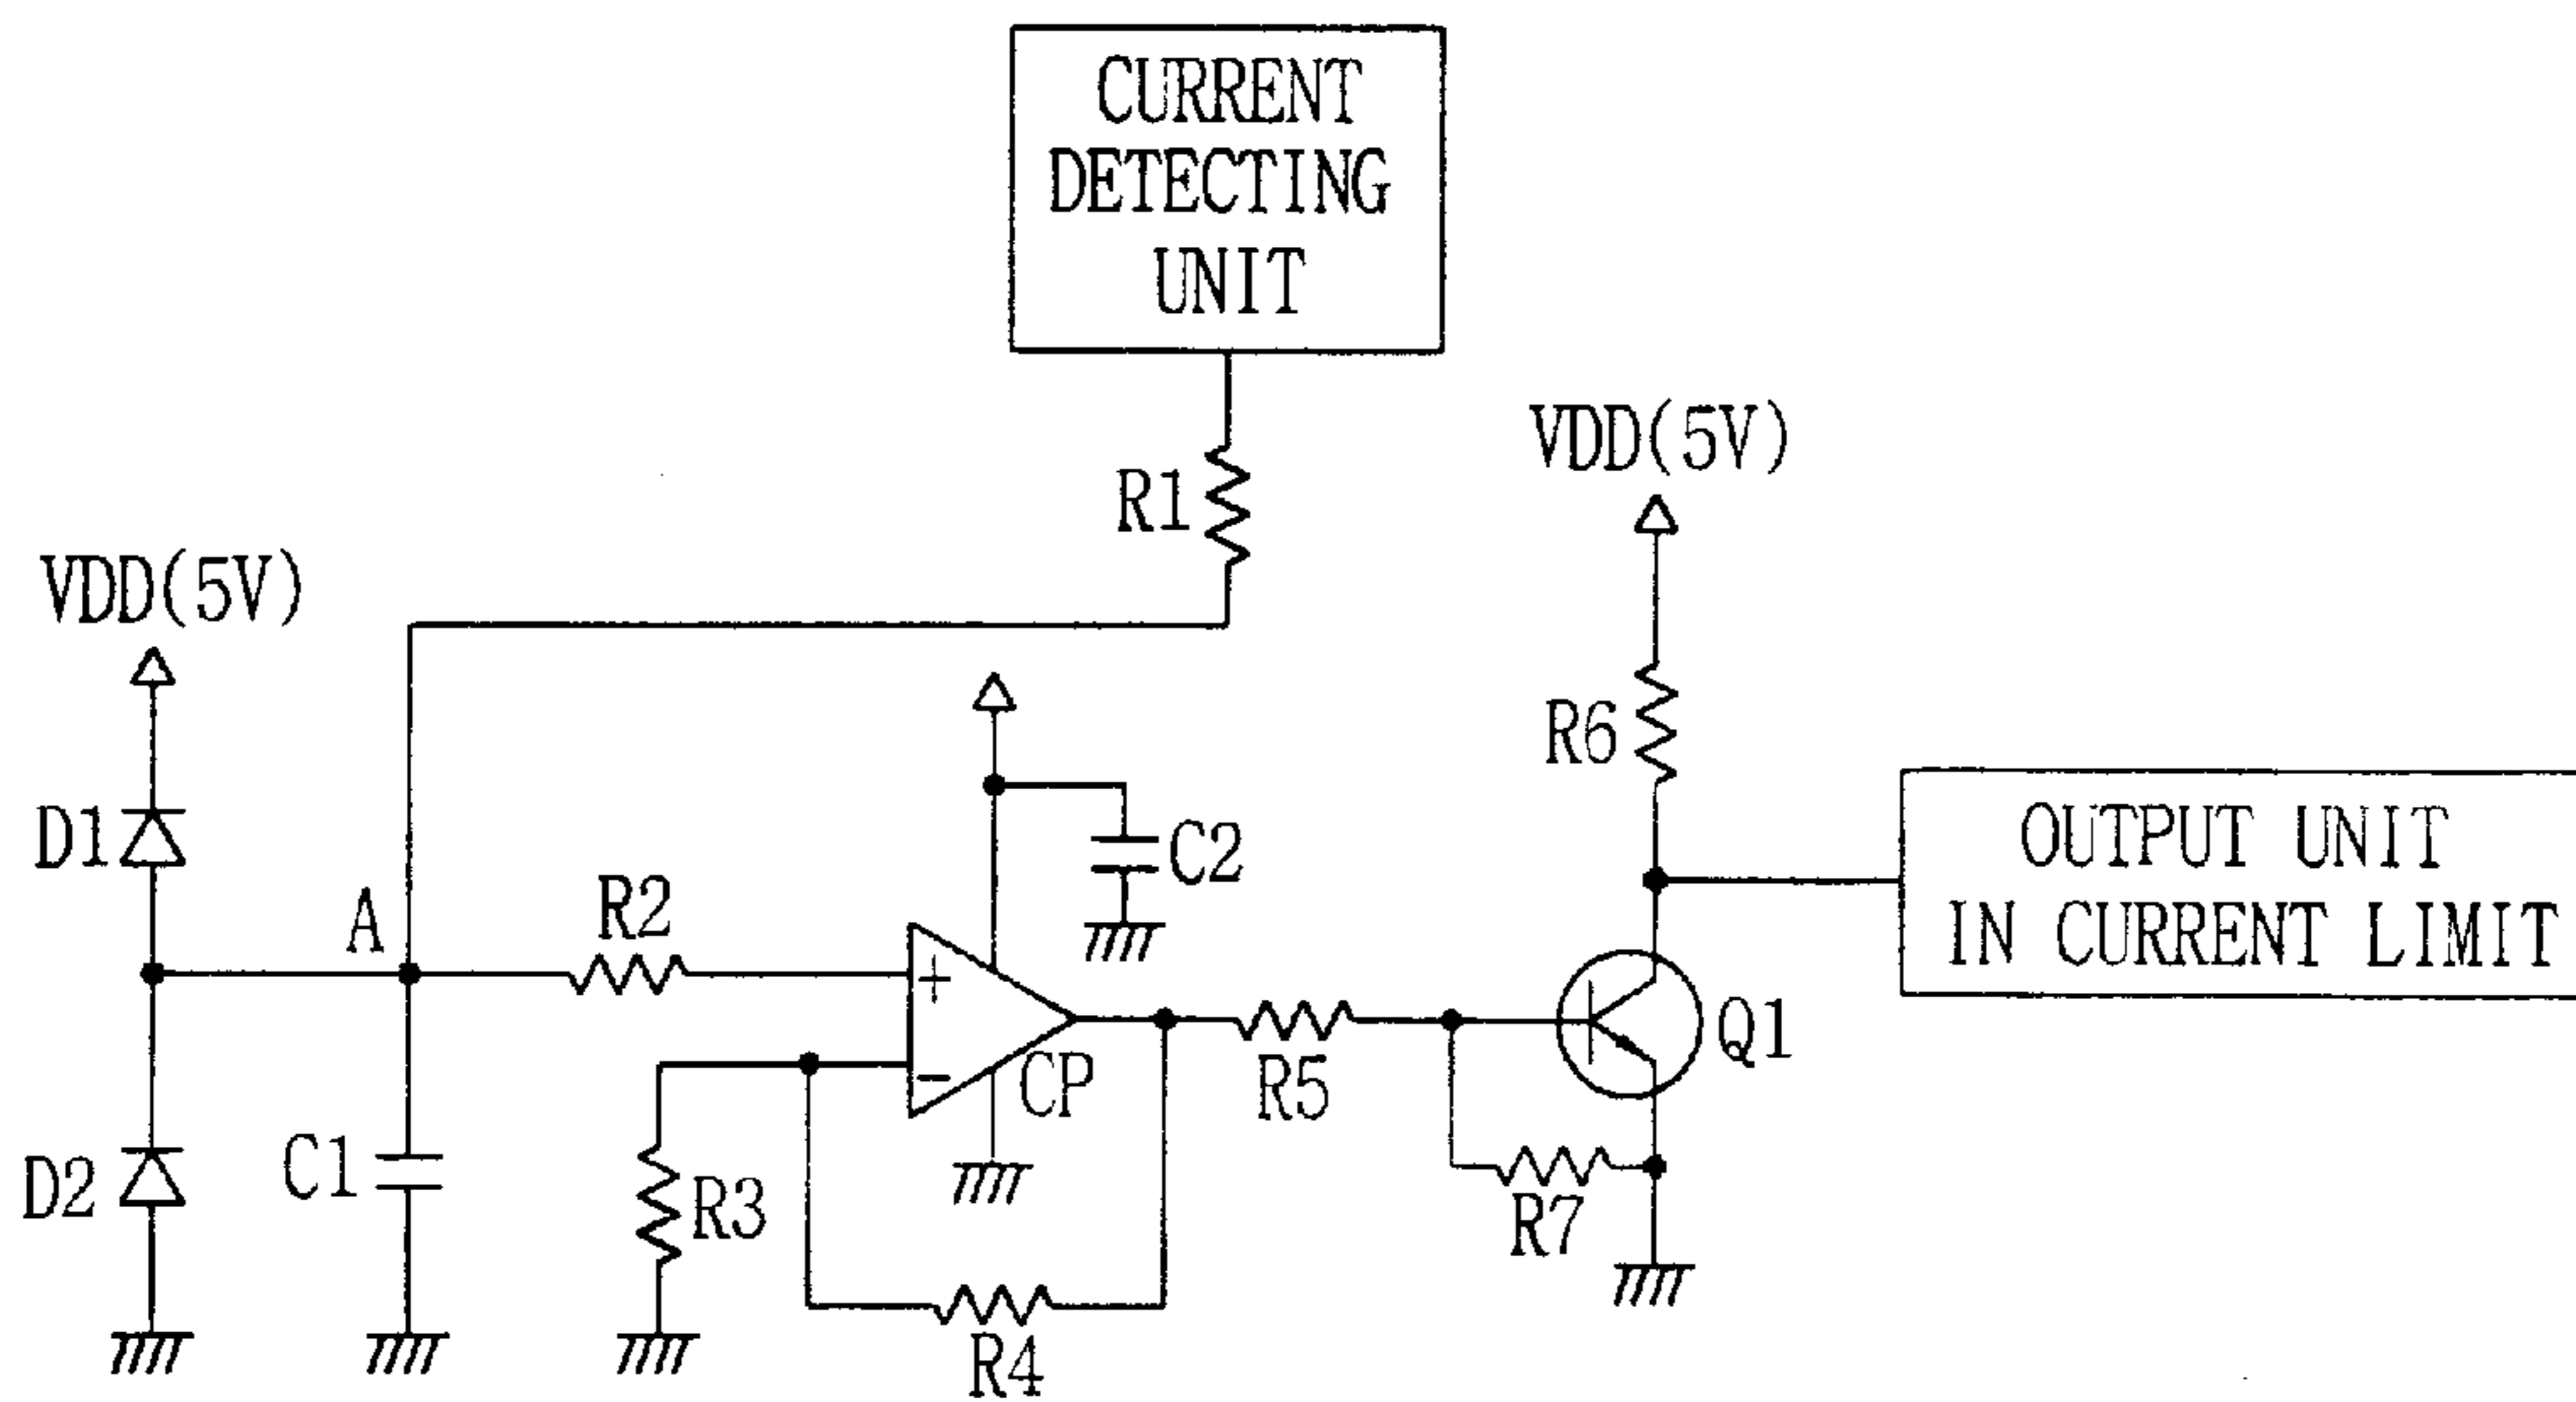 CURRENT
DETECTING
UNIT
VDD(5V)
R1
VDD(5V)
R6
D1
C2
OUTPUT UNIT
IN CURRENT LIMIT
A
R2
+
-
CP
R5
Q1
D2
C1
R3
R7
R4